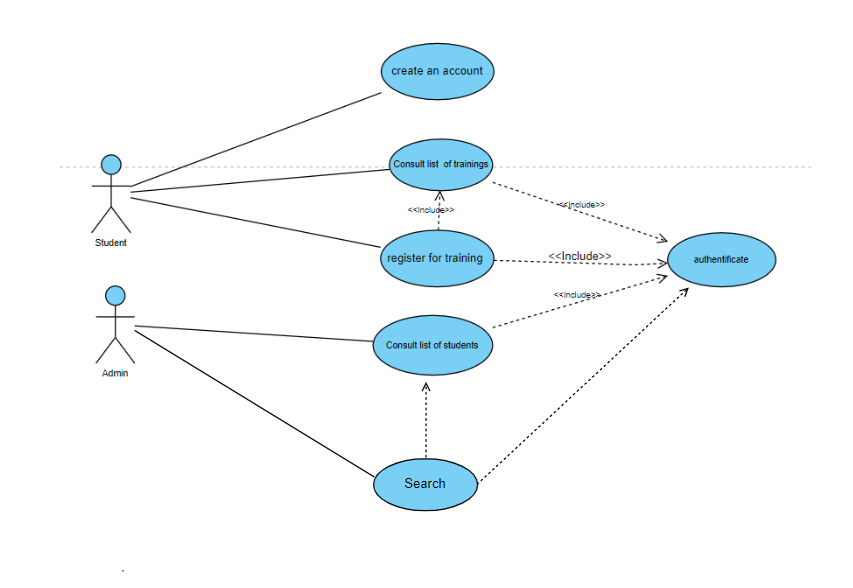 create an account
Consult list of trainings
<<Include>>
<<Include>>
Student
register for training
<<Include>>
authentificate
<<Include>>
Consult list of students
Admin
Search